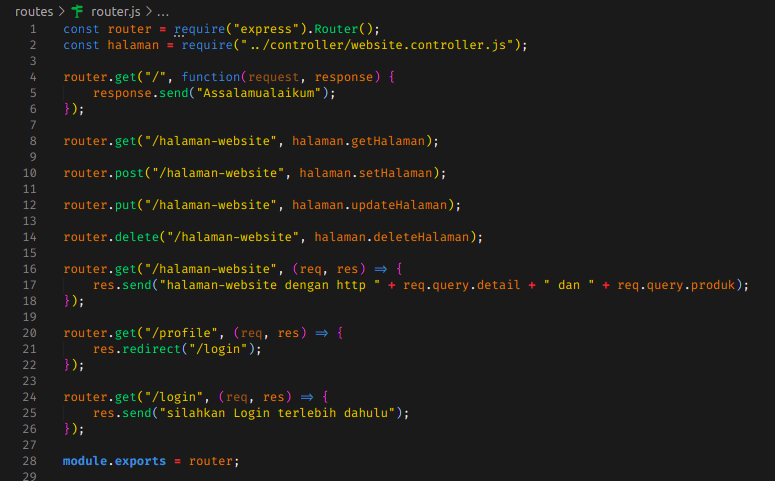 routes > router.js > ...
1 const router = require("express").Router();
2 const halaman = require("../controller/website.controller.js");
3
4 router.get("/", function(request, response) {
5     response.send("Assalamualaikum");
6 });
7
8 router.get("/halaman-website", halaman.getHalaman);
9
10 router.post("/halaman-website", halaman.setHalaman);
11
12 router.put("/halaman-website", halaman.updateHalaman);
13
14 router.delete("/halaman-website", halaman.deleteHalaman);
15
16 router.get("/halaman-website", (req, res) => {
17     res.send("halaman-website dengan http " + req.query.detail + " dan " + req.query.produk);
18 });
19
20 router.get("/profile", (req, res) => {
21     res.redirect("/login");
22 });
23
24 router.get("/login", (req, res) => {
25     res.send("silahkan Login terlebih dahulu");
26 });
27
28 module.exports = router;
29